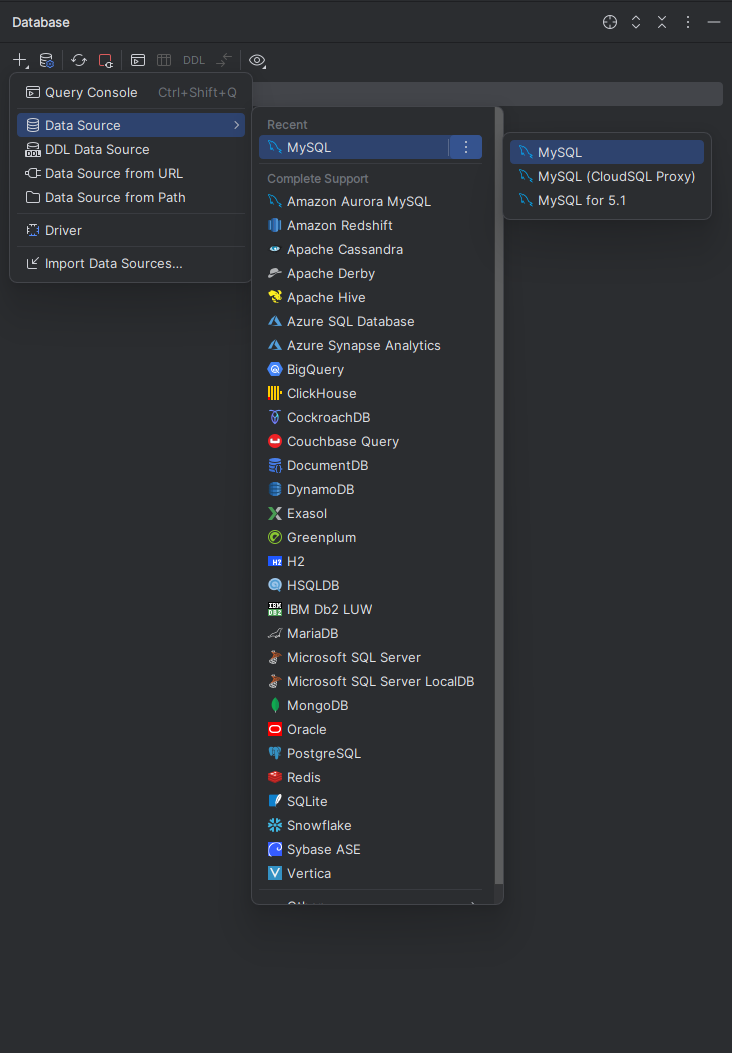 Database
DDL
Query Console Ctrl+Shift+Q
Data Source
DDL Data Source
Data Source from URL
Data Source from Path
Driver
Import Data Sources...
Recent
MySQL
Complete Support
Amazon Aurora MySQL
Amazon Redshift
Apache Cassandra
Apache Derby
Apache Hive
Azure SQL Database
Azure Synapse Analytics
BigQuery
ClickHouse
CockroachDB
Couchbase Query
DocumentDB
DynamoDB
Exasol
Greenplum
H2
HSQLDB
IBM Db2 LUW
MariaDB
Microsoft SQL Server
Microsoft SQL Server LocalDB
MongoDB
Oracle
PostgreSQL
Redis
SQLite
Snowflake
Sybase ASE
Vertica
MySQL
MySQL (CloudSQL Proxy)
MySQL for 5.1